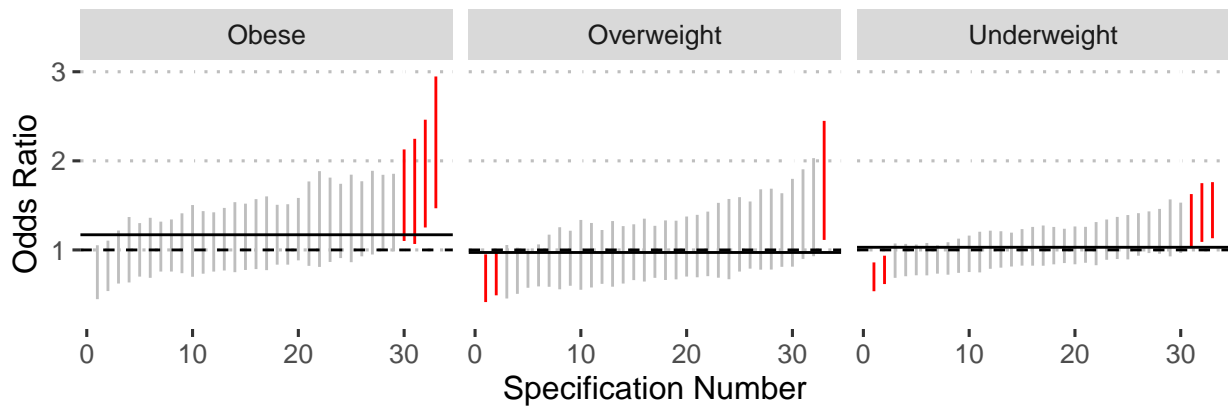 Obese Overweight Underweight
3
2
1
Odds Ratio
0 10 20 30 0 10 20 30 0 10 20 30
Specification Number